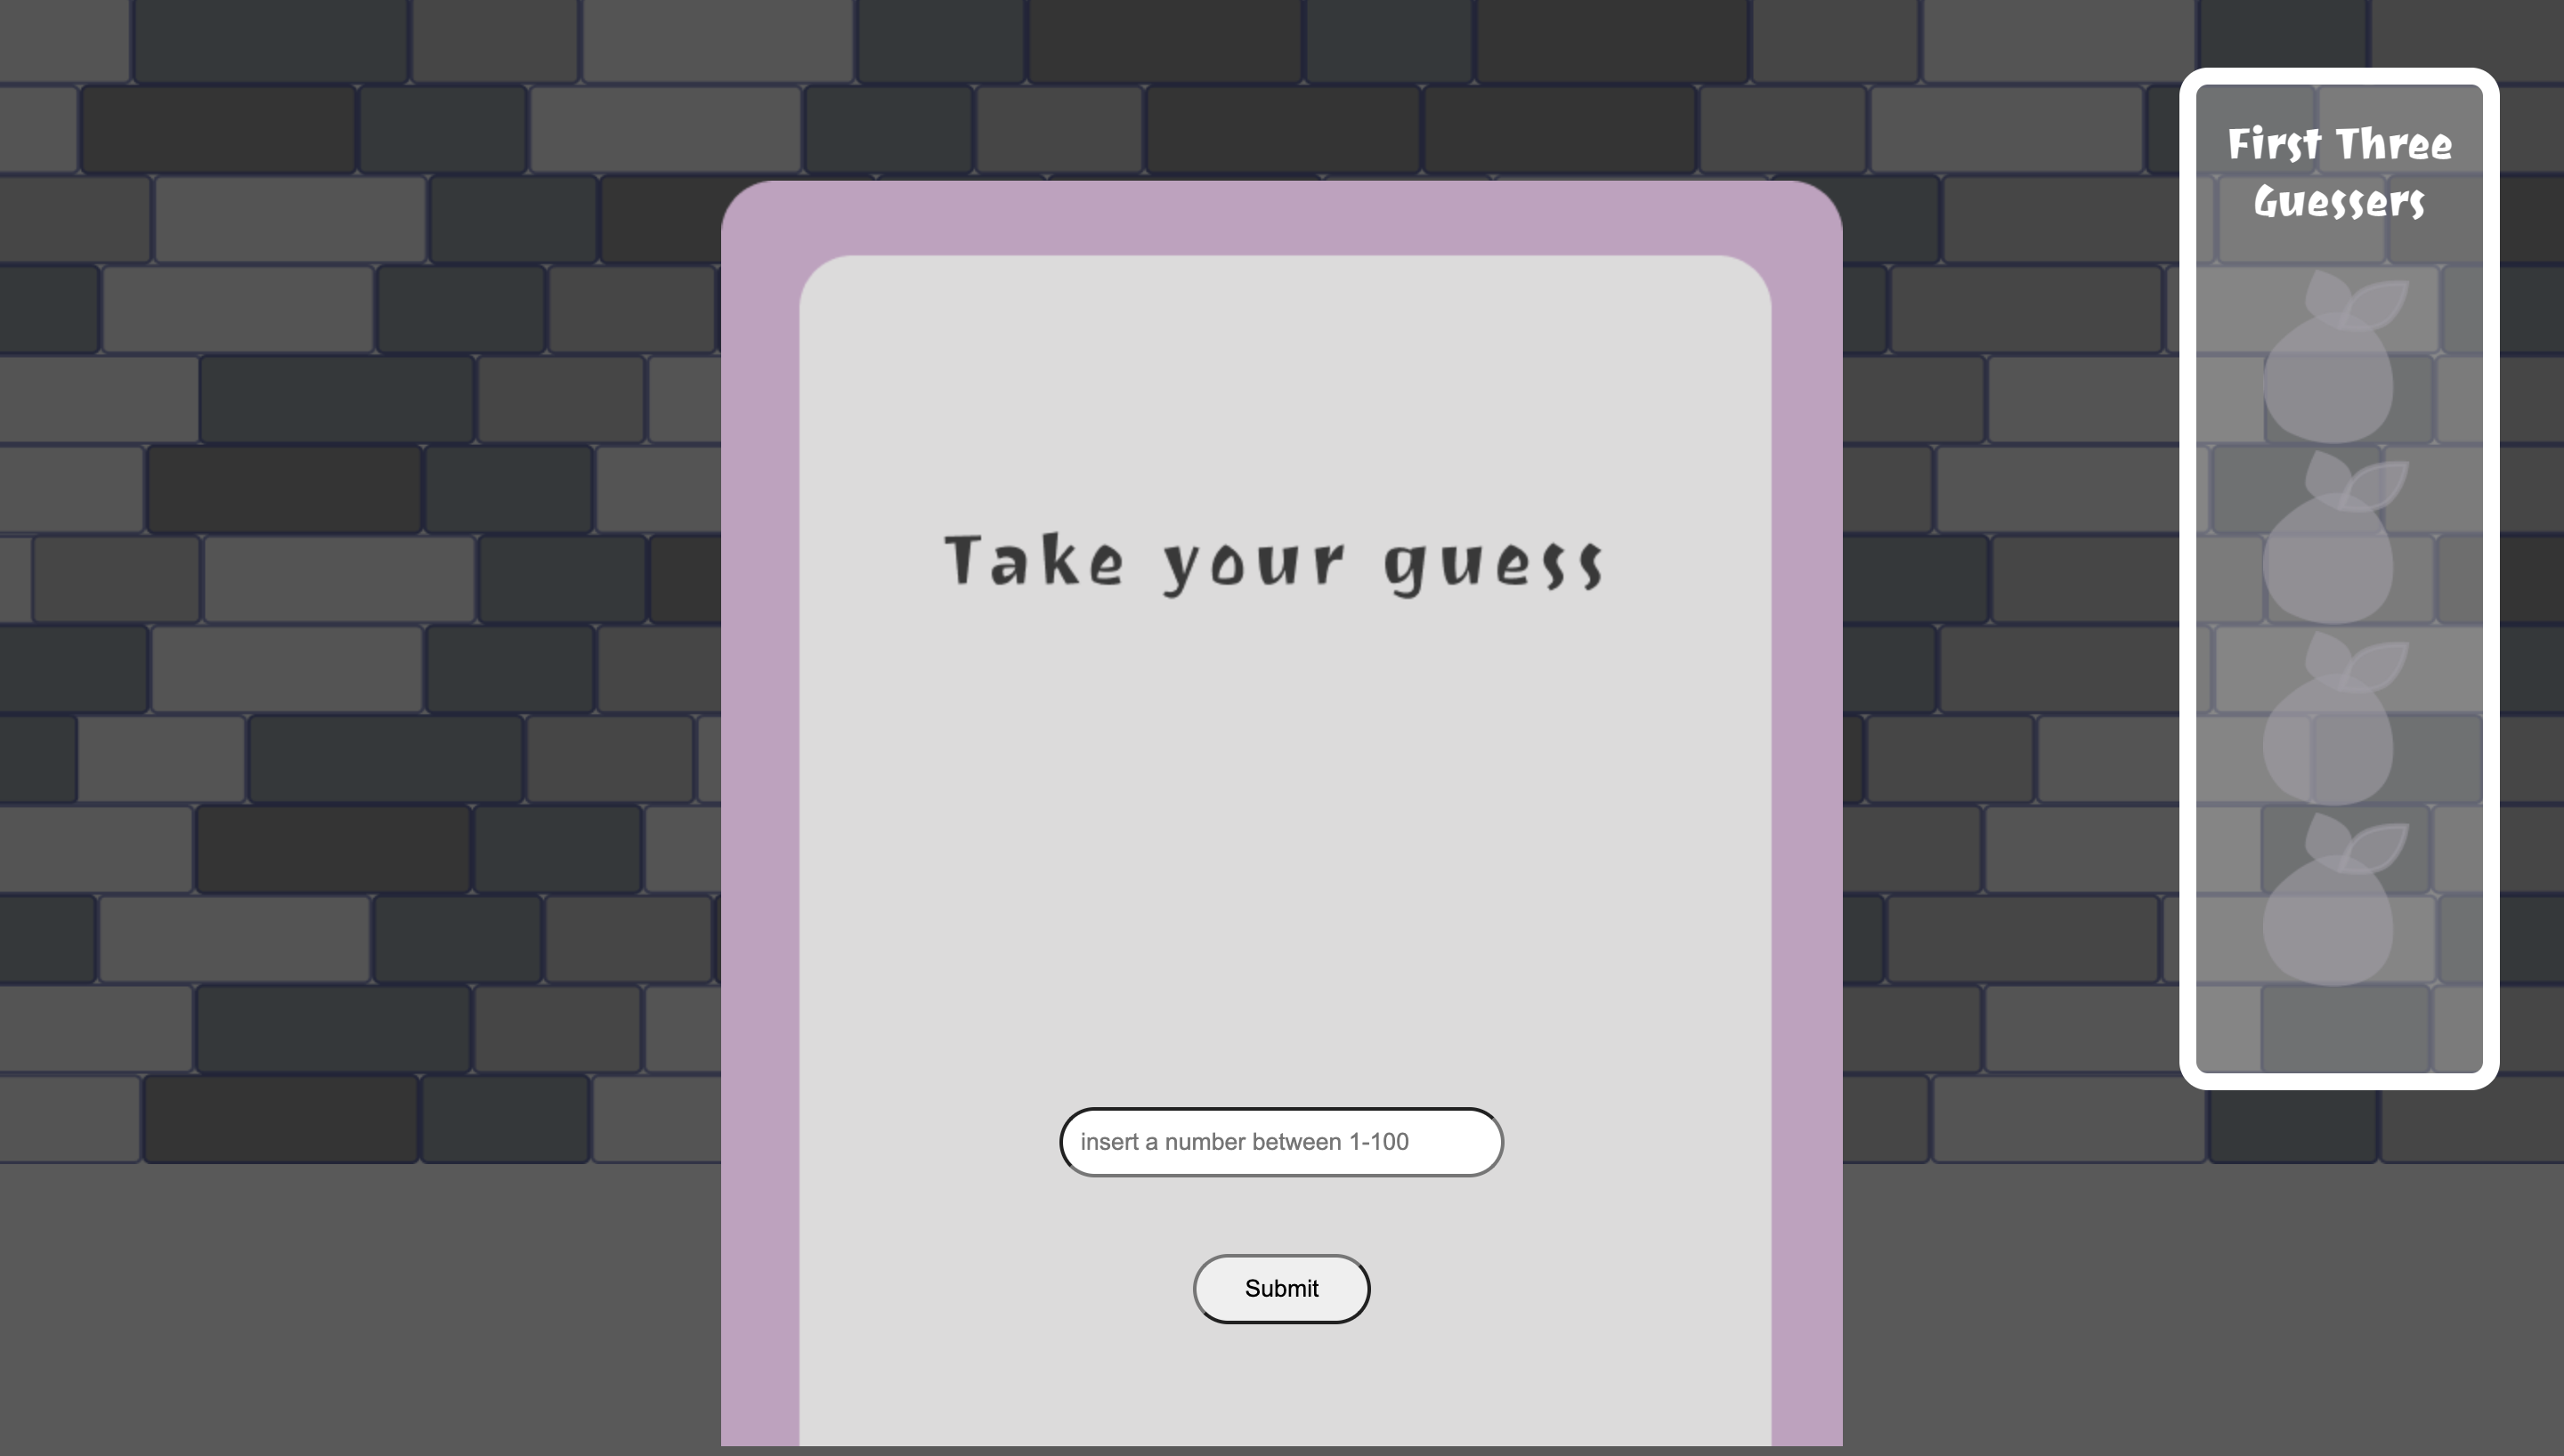 First Three
Guessers
Take your guess
insert a number between 1-100
Submit